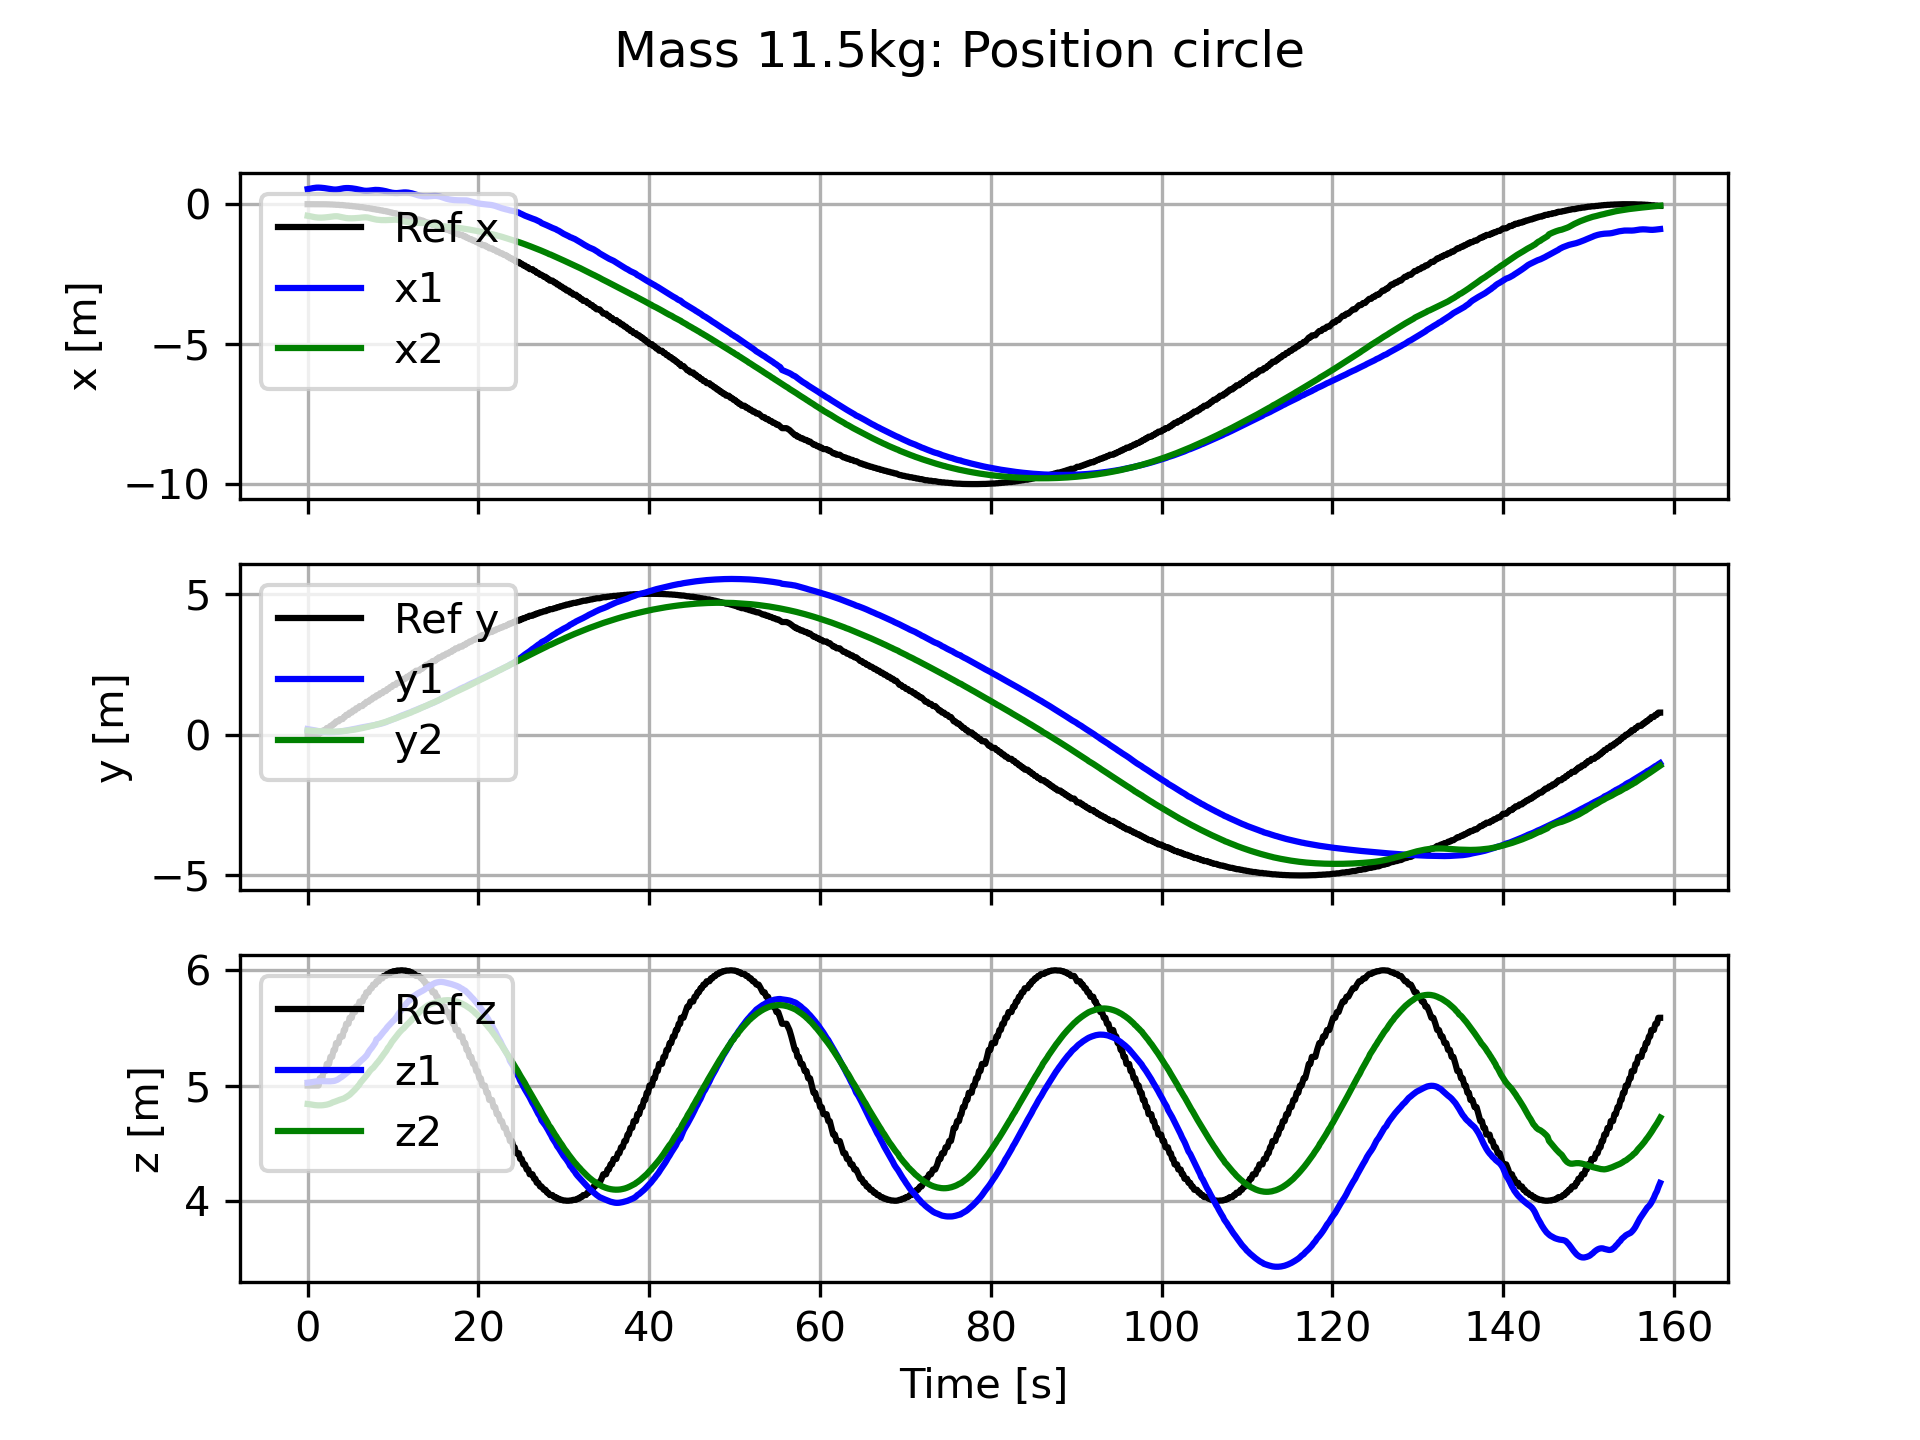 Mass 11.5kg: Position circle
x [m]
0
−5
−10
Ref x
x1
x2
y [m]
5
0
−5
Ref y
y1
y2
z [m]
6
5
4
Ref z
z1
z2
0 20 40 60 80 100 120 140 160
Time [s]